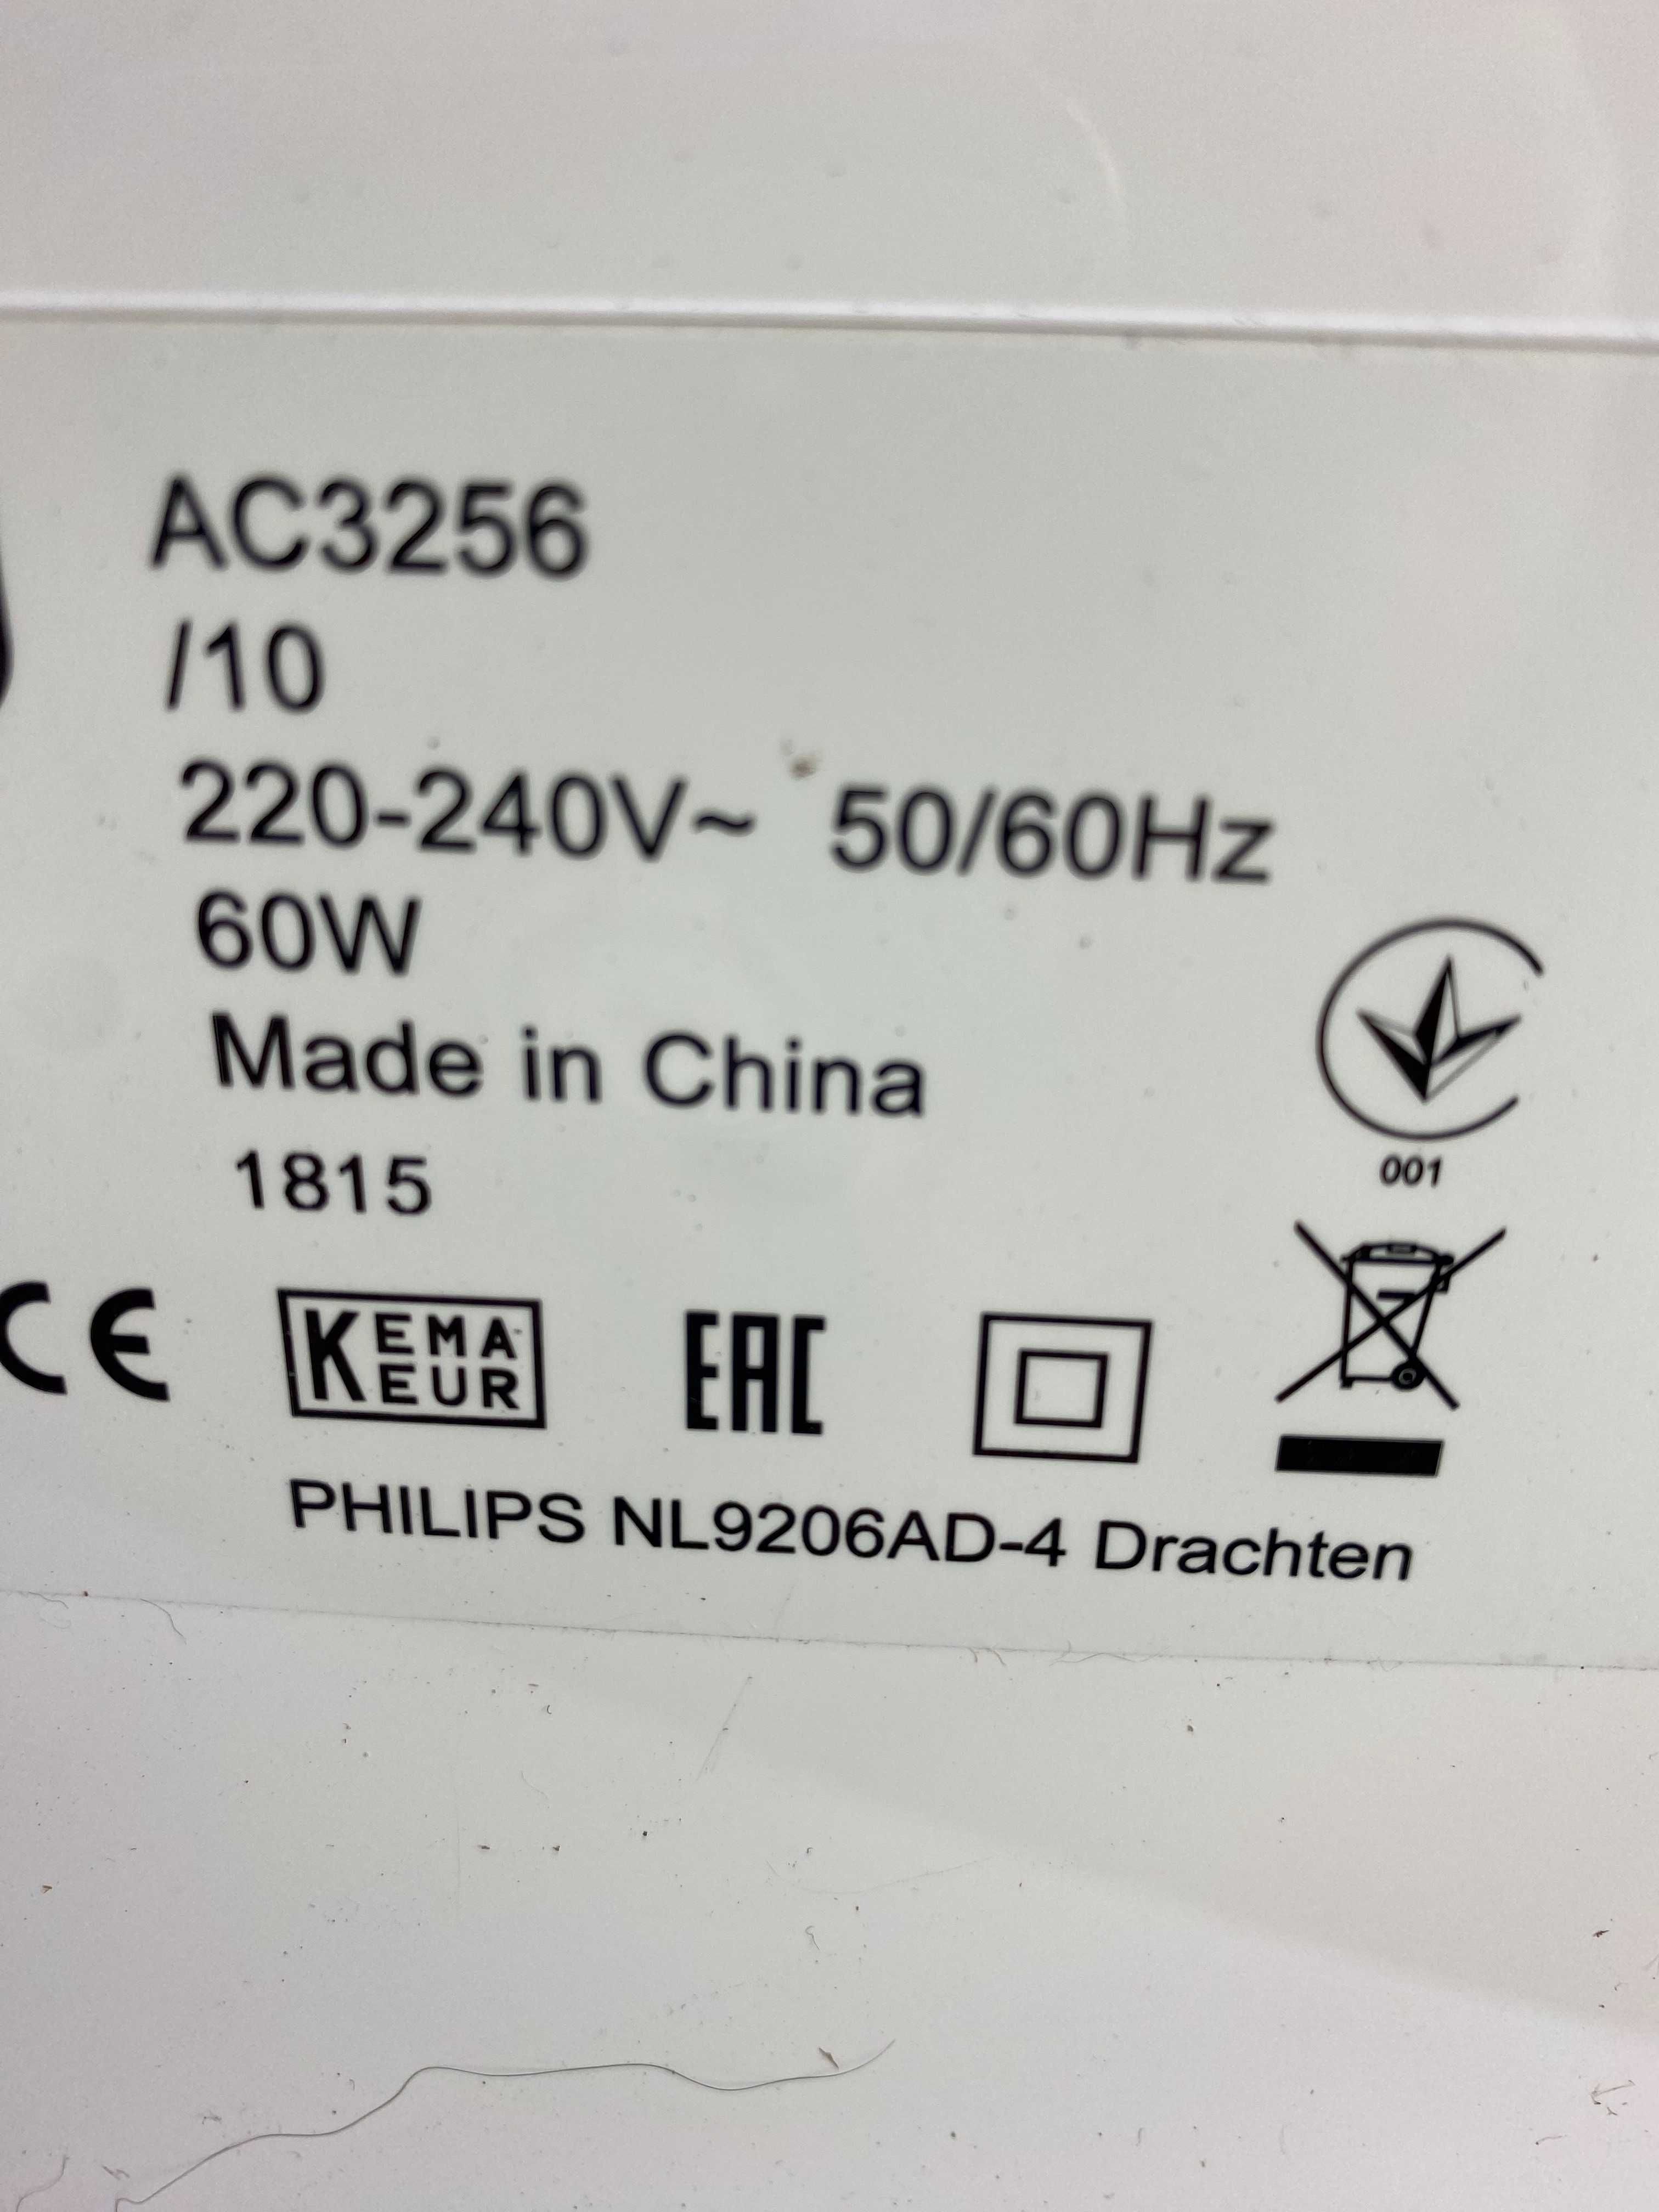 AC3256
/10
220-240V~ 50/60Hz
60W
Made in China
1815
001
CE
KEMA
EUR
EAC
PHILIPS NL9206AD-4 Drachten